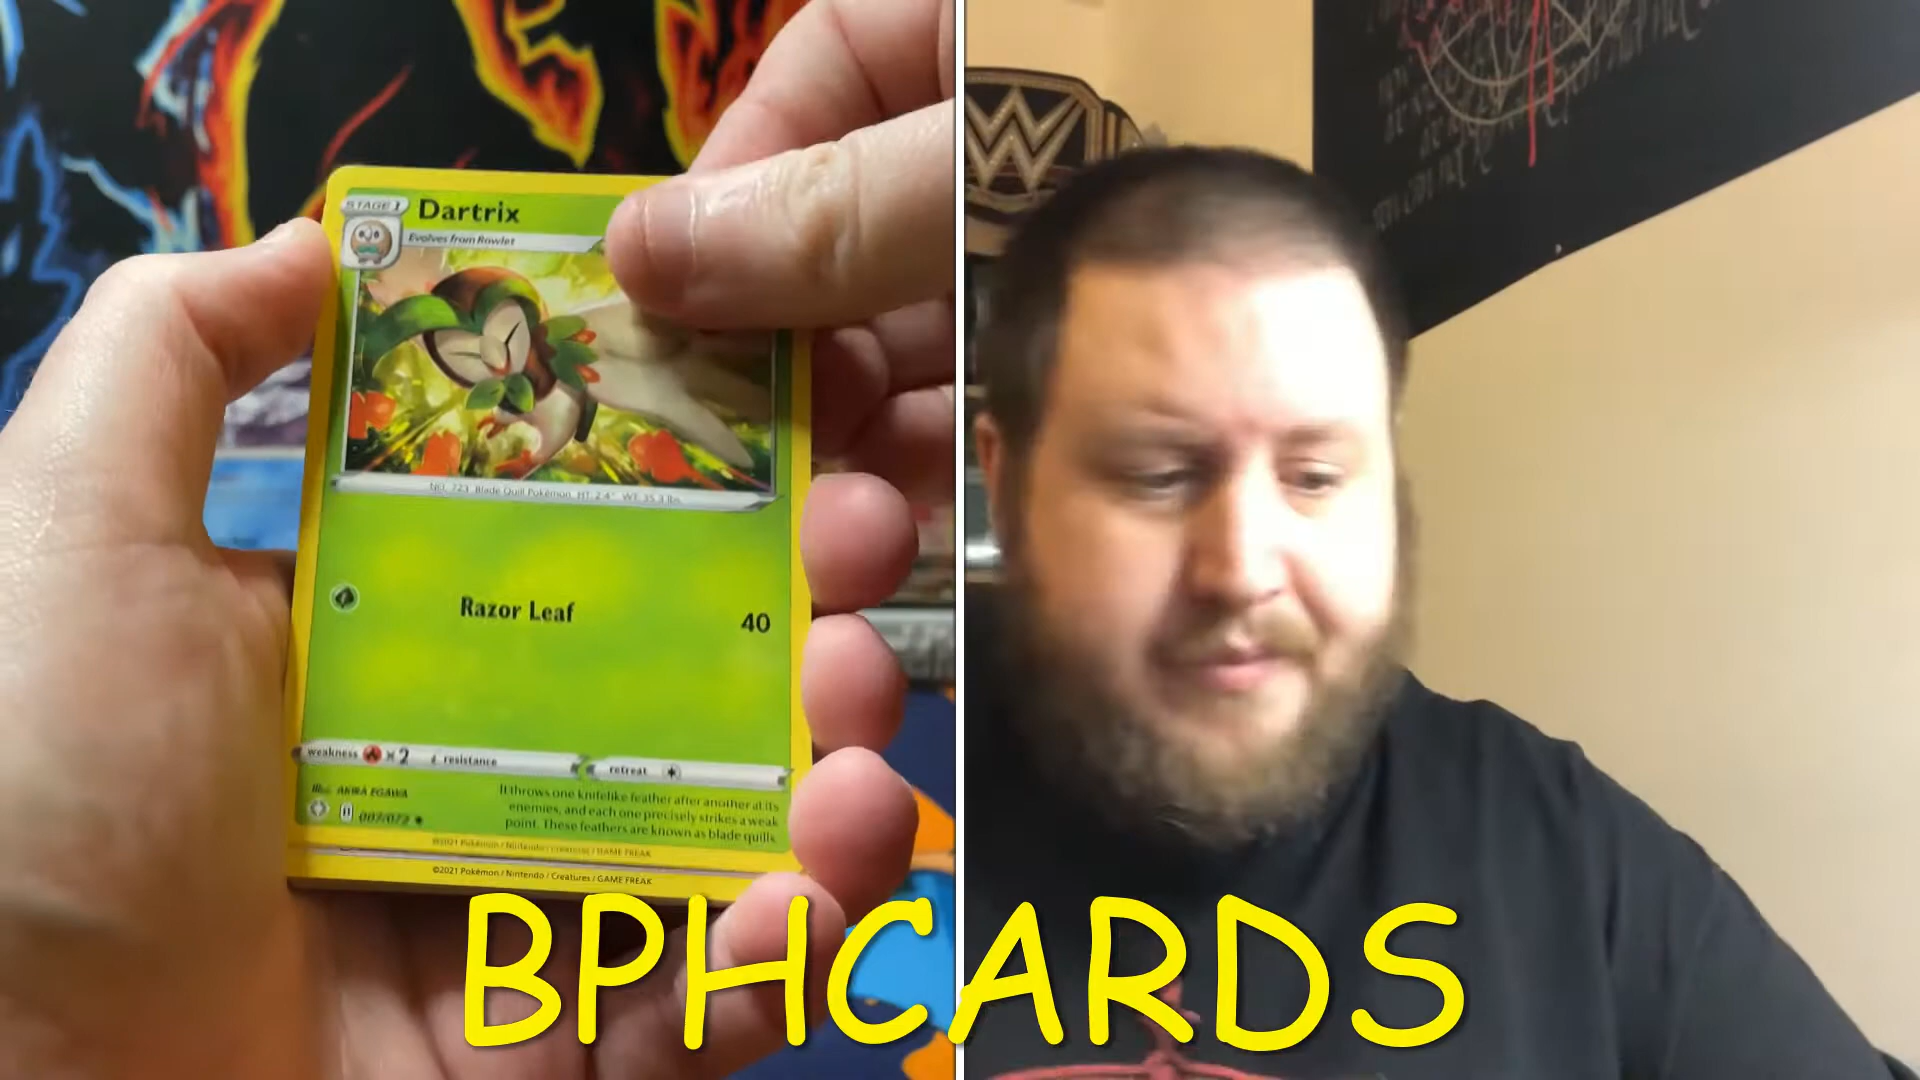 STAGE 1
Dartrix
Evolves from Rowlet
NO. 723 Blade Quill Pokémon HT: 2'4" WT: 35.3 lbs.
Razor Leaf 40
weakness ×2 resistance retreat
Illus. AKIRA EGAWA
007/072
It throws one knifelike feather after another at its
enemies, and each one precisely strikes a weak
point. These feathers are known as blade quills.
©2021 Pokémon / Nintendo / Creatures / GAME FREAK
©2021 Pokémon / Nintendo / Creatures / GAME FREAK
W
BPHCARDS